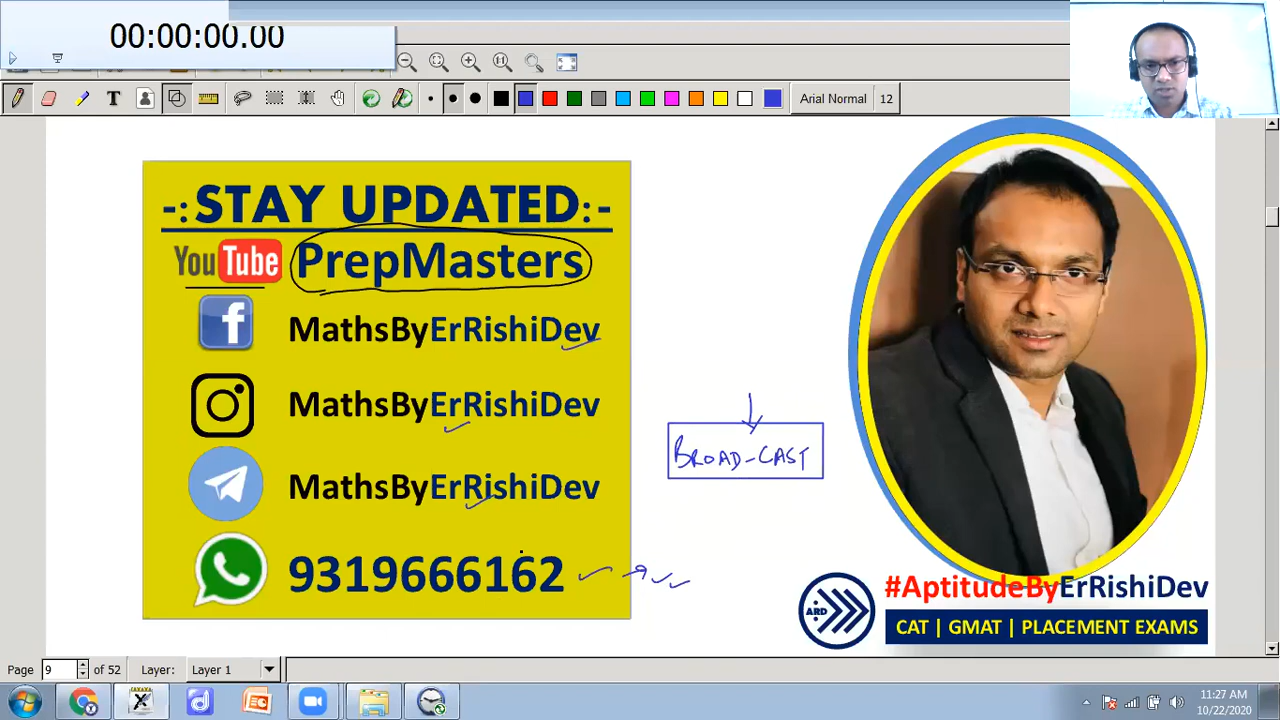 00:00:00.00
T
Arial Normal 12
-:STAY UPDATED:-
YouTube PrepMasters
f MathsByErRishiDev
MathsByErRishiDev
MathsByErRishiDev
9319666162
BROAD-CAST
#AptitudeByErRishiDev
ARD
CAT | GMAT | PLACEMENT EXAMS
Page 9 of 52 Layer: Layer 1
11:27 AM
10/22/2020